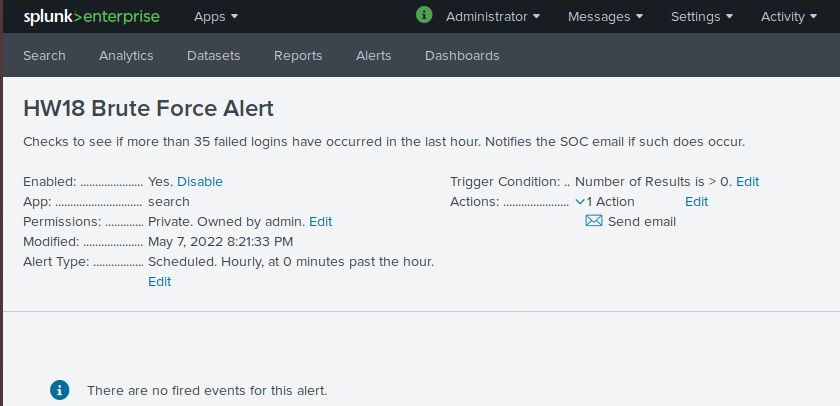 splunk>enterprise Apps Administrator Messages Settings Activity
Search Analytics Datasets Reports Alerts Dashboards
HW18 Brute Force Alert
Checks to see if more than 35 failed logins have occurred in the last hour. Notifies the SOC email if such does occur.
Enabled: ..................... Yes. Disable
App: ............................. search
Permissions: ............. Private. Owned by admin. Edit
Modified: .................... May 7, 2022 8:21:33 PM
Alert Type: ................. Scheduled. Hourly, at 0 minutes past the hour.
Edit
Trigger Condition: .. Number of Results is > 0. Edit
Actions: ...................... 1 Action Edit
Send email
There are no fired events for this alert.